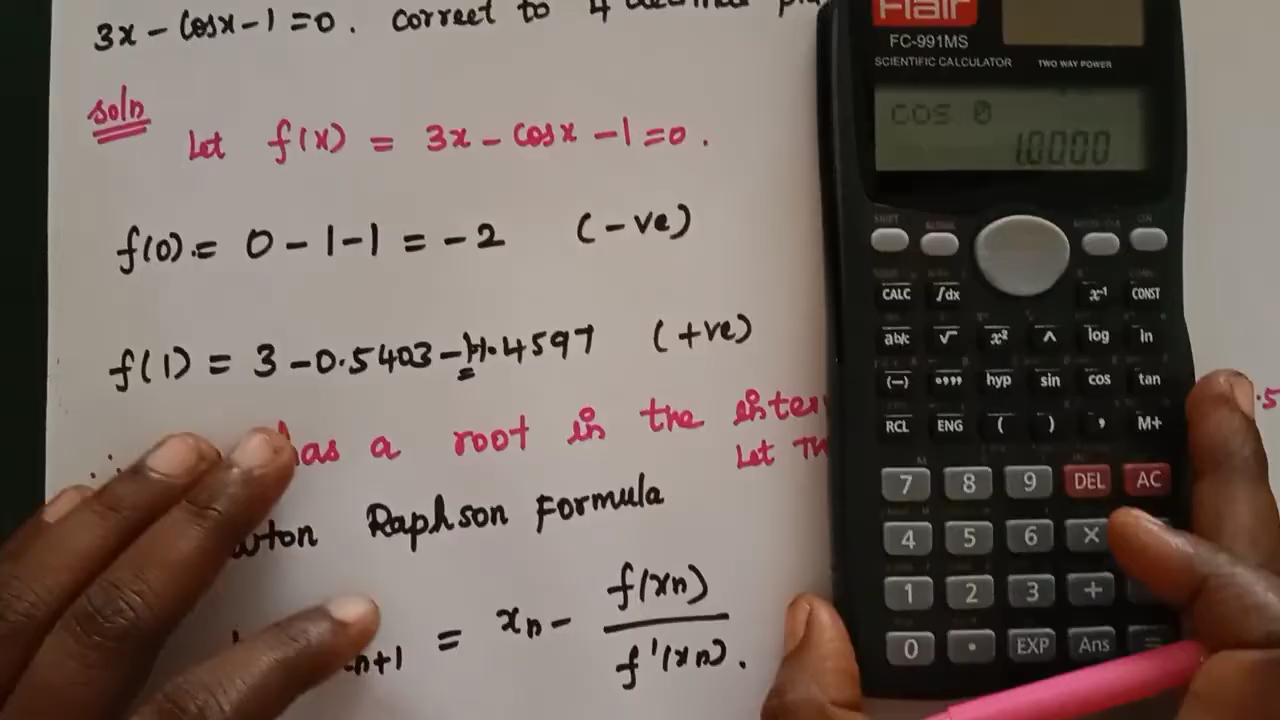 3x - cosx - 1 = 0. correct to 4
soln
Let f(x) = 3x - cosx - 1 = 0.
f(0) = 0 - 1 - 1 = -2 (-ve)
f(1) = 3 - 0.5403 - 1.4597 (+ve)
∴ has a root in the
Let
Raphson Formula
n+1 = xn - f(xn) / f'(xn).
.5
Flair
FC-991MS
SCIENTIFIC CALCULATOR TWO WAY POWER
cos 0
1.0000
SHIFT ON
CALC ∫dx x⁻¹ CONST
ab/c √ x² ^ log ln
(-) °''' hyp sin cos tan
RCL ENG ( ) , M+
7 8 9 DEL AC
4 5 6 ×
1 2 3 +
0 . EXP Ans =